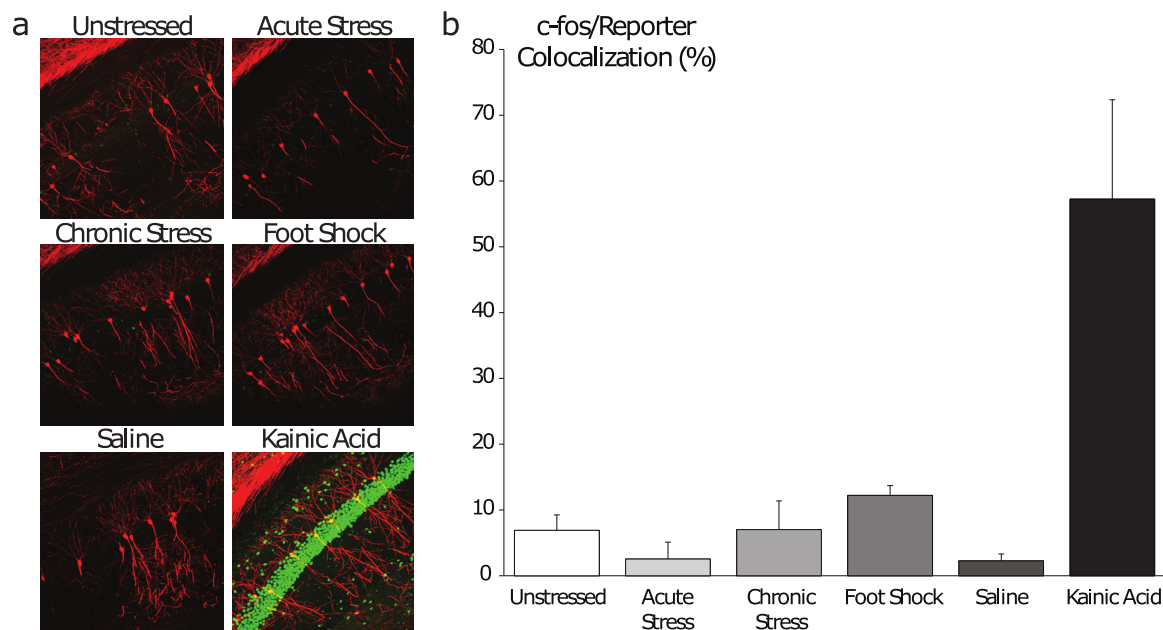 a
Unstressed
Acute Stress
Chronic Stress
Foot Shock
Saline
Kainic Acid
b
c-fos/Reporter
Colocalization (%)
80
70
60
50
40
30
20
10
0
Unstressed
Acute
Stress
Chronic
Stress
Foot Shock
Saline
Kainic Acid